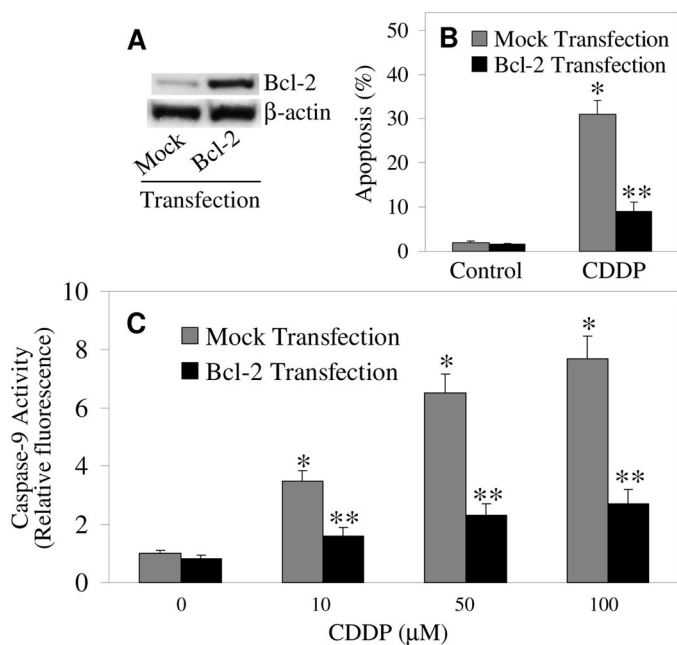 A
Bcl-2
β-actin
Mock
Bcl-2
Transfection
B
Mock Transfection
Bcl-2 Transfection
Apoptosis (%)
50
40
30
20
10
0
*
**
Control
CDDP
C
Mock Transfection
Bcl-2 Transfection
Caspase-9 Activity
(Relative fluorescence)
10
8
6
4
2
0
*
**
*
**
*
**
0
10
50
100
CDDP (μM)